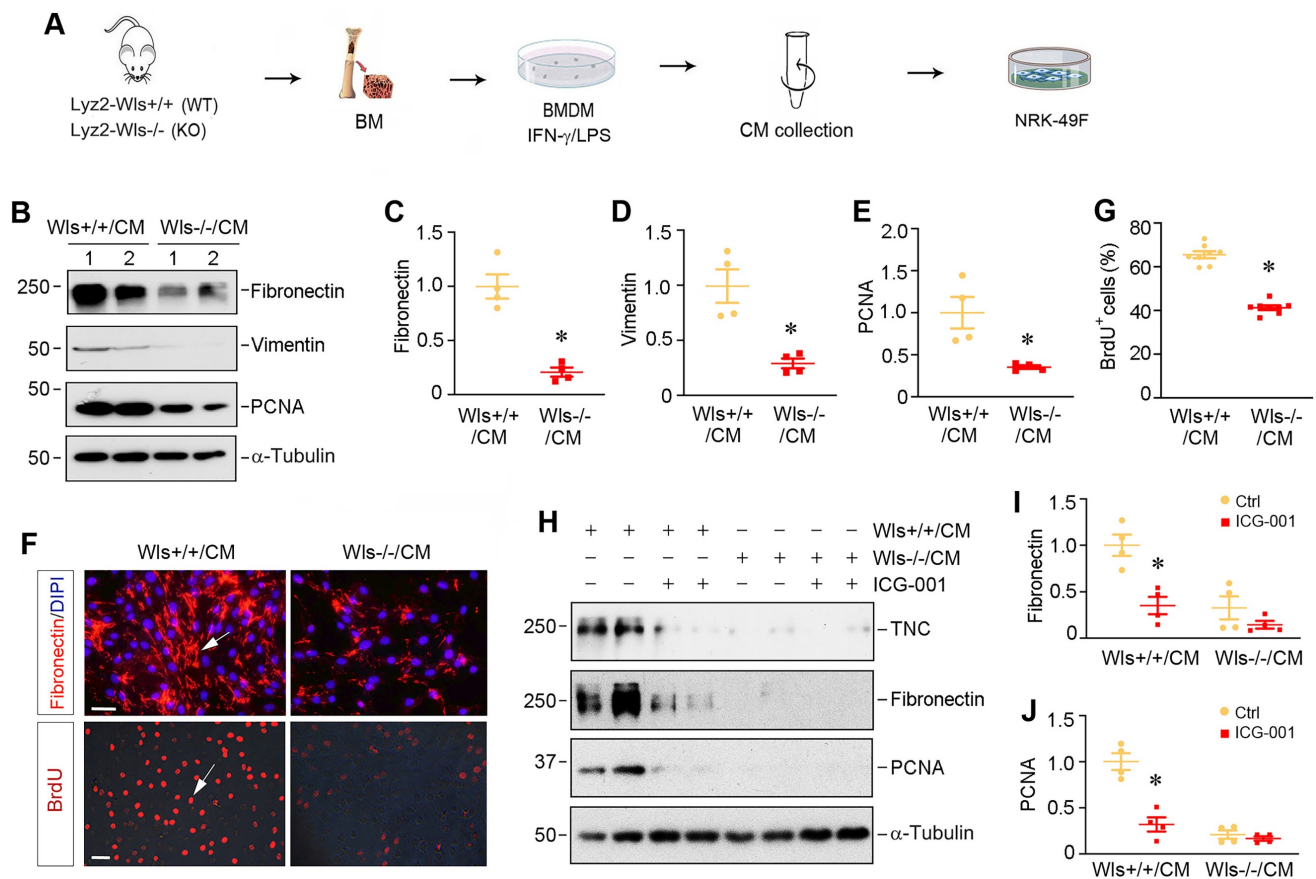 A
Lyz2-Wls+/+ (WT)
Lyz2-Wls-/- (KO)
BM
BMDM
IFN-γ/LPS
CM collection
NRK-49F
B
Wls+/+/CM Wls-/-/CM
1 2 1 2
250 Fibronectin
50 Vimentin
50
PCNA
50 α-Tubulin
C
Fibronectin
1.5
1.0
0.5
0
*
Wls+/+ Wls-/-
/CM /CM
D
Vimentin
1.5
1.0
0.5
0
*
Wls+/+ Wls-/-
/CM /CM
E
PCNA
2.0
1.5
1.0
0.5
0
*
Wls+/+ Wls-/-
/CM /CM
G
BrdU+ cells (%)
80
60
40
20
0
*
Wls+/+ Wls-/-
/CM /CM
F
Wls+/+/CM Wls-/-/CM
Fibronectin/DIPI
BrdU
H
+ + + + – – – – Wls+/+/CM
– – – – + + + + Wls-/-/CM
– – + + – – + + ICG-001
250 TNC
250 Fibronectin
37 PCNA
50 α-Tubulin
I
Fibronectin
1.5
1.0
0.5
0
Ctrl
ICG-001
*
Wls+/+/CM Wls-/-/CM
J
PCNA
1.5
1.0
0.5
0
Ctrl
ICG-001
*
Wls+/+/CM Wls-/-/CM